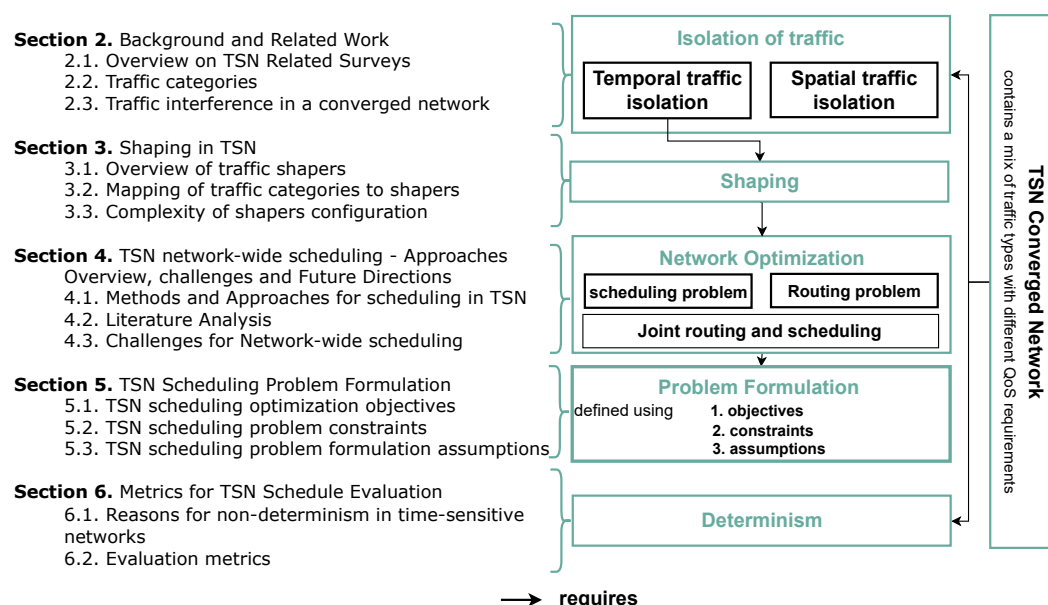 Section 2. Background and Related Work
2.1. Overview on TSN Related Surveys
2.2. Traffic categories
2.3. Traffic interference in a converged network
Section 3. Shaping in TSN
3.1. Overview of traffic shapers
3.2. Mapping of traffic categories to shapers
3.3. Complexity of shapers configuration
Section 4. TSN network-wide scheduling - Approaches
Overview, challenges and Future Directions
4.1. Methods and Approaches for scheduling in TSN
4.2. Literature Analysis
4.3. Challenges for Network-wide scheduling
Section 5. TSN Scheduling Problem Formulation
5.1. TSN scheduling optimization objectives
5.2. TSN scheduling problem constraints
5.3. TSN scheduling problem formulation assumptions
Section 6. Metrics for TSN Schedule Evaluation
6.1. Reasons for non-determinism in time-sensitive
networks
6.2. Evaluation metrics
Isolation of traffic
Temporal traffic
isolation
Spatial traffic
isolation
Shaping
Network Optimization
scheduling problem
Routing problem
Joint routing and scheduling
Problem Formulation
defined using
1. objectives
2. constraints
3. assumptions
Determinism
TSN Converged Network
contains a mix of traffic types with different QoS requirements
requires